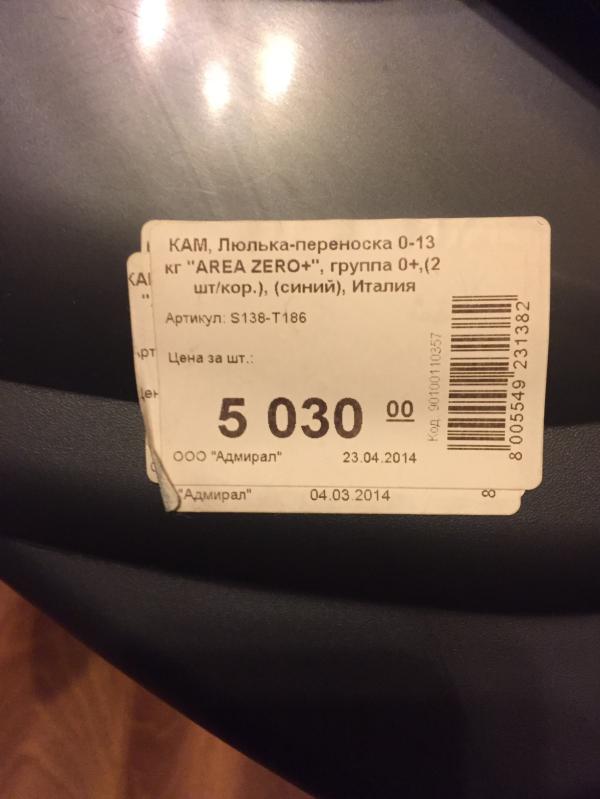 КАМ, Люлька-переноска 0-13
кг "AREA ZERO+", группа 0+,(2
шт/кор.), (синий), Италия
Артикул: S138-T186
Цена за шт.:
5 030 00
Код: 90100110357
8 005549 231382
ООО "Адмирал" 23.04.2014
"Адмирал" 04.03.2014 8